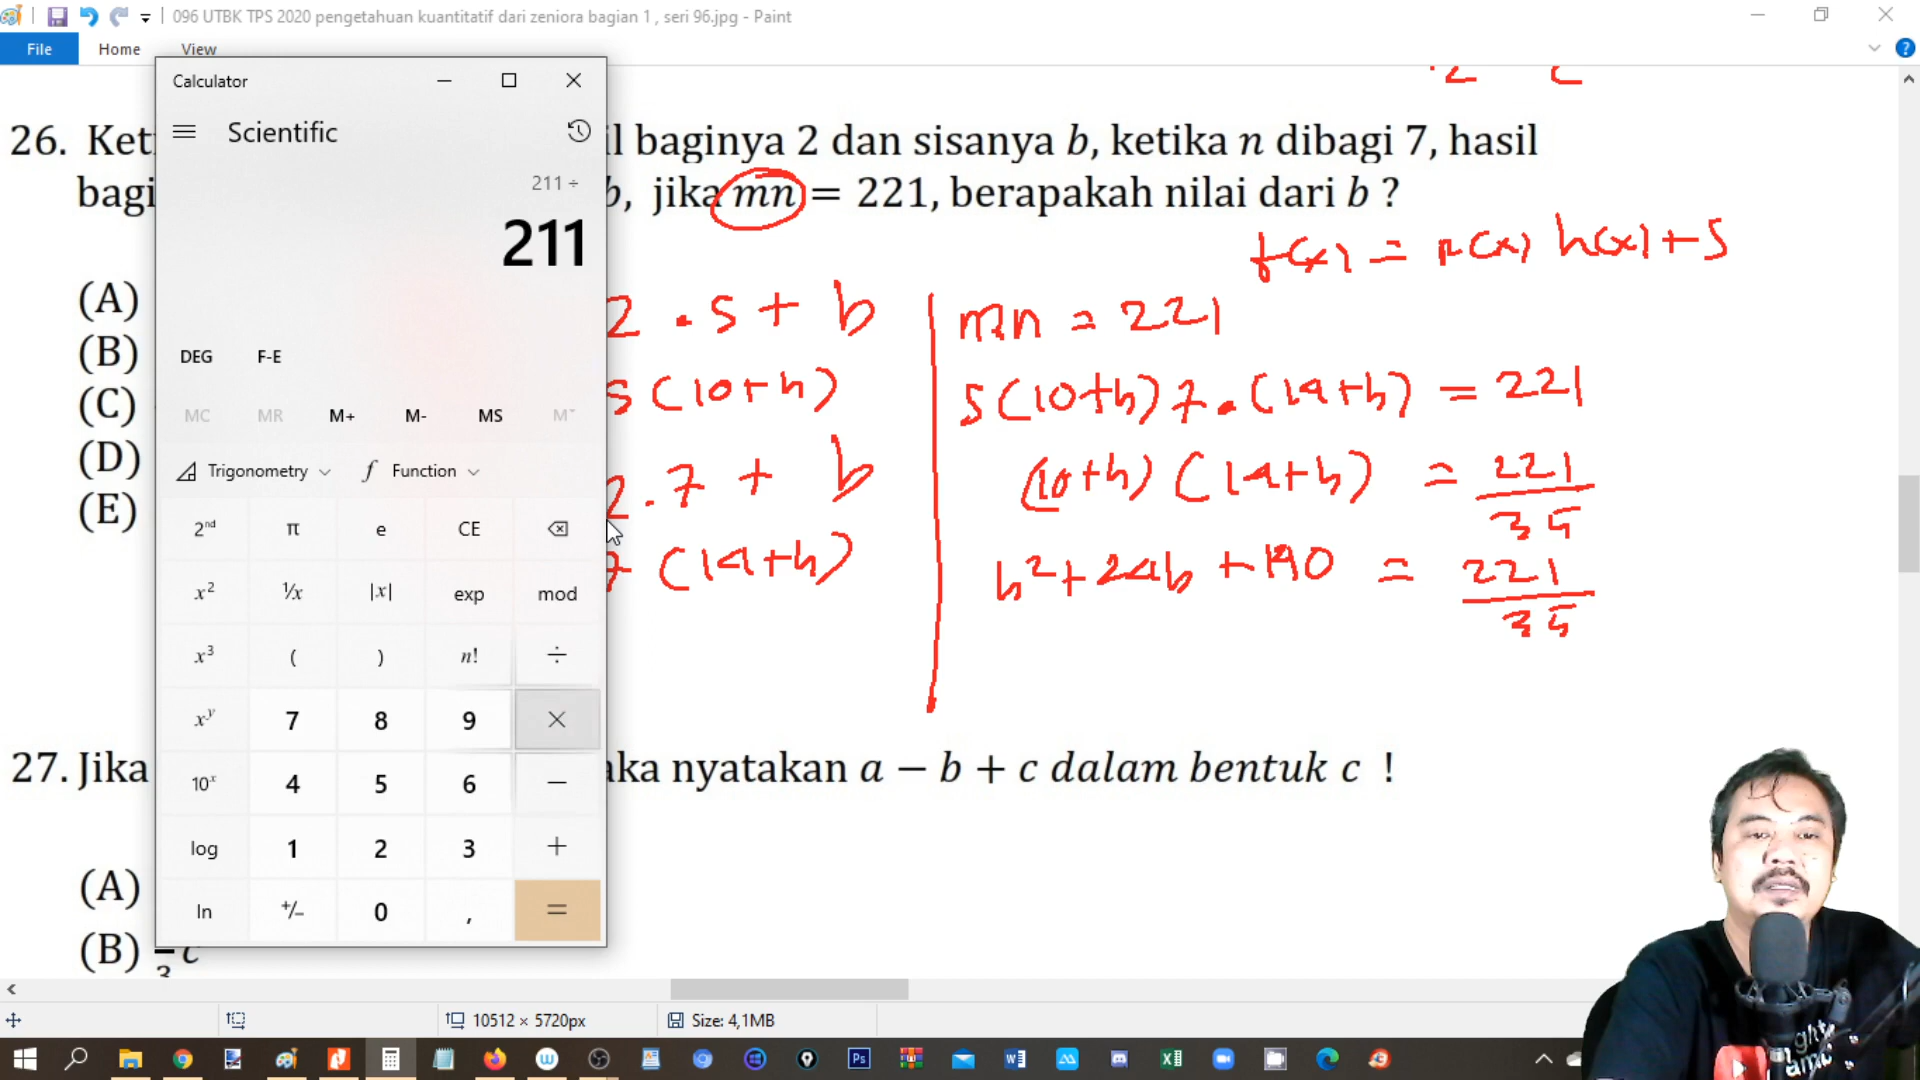 096 UTBK TPS 2020 pengetahuan kuantitatif dari zeniora bagian 1 , seri 96.jpg - Paint
File Home View
Calculator
Scientific
211 ÷
211
DEG F-E
MC MR M+ M- MS M˅
Trigonometry Function
2ⁿᵈ π e CE
x² ¹/x |x| exp mod
x³ ( ) n! ÷
xʸ 7 8 9 ×
10ˣ 4 5 6 −
log 1 2 3 +
ln +/− 0 , =
26. Ket il baginya 2 dan sisanya b, ketika n dibagi 7, hasil
bagi b, jika mn = 221, berapakah nilai dari b ?
f(x) = p(x) h(x) + s
(A)
(B)
(C)
(D)
(E)
2 . 5 + b
5 (10+b)
2 . 7 + b
7 (14+b)
mn = 221
5(10+b) 7 . (14+b) = 221
(10+b) (14+b) = 221/35
b² + 24b + 140 = 221/35
27. Jika aka nyatakan a − b + c dalam bentuk c !
(A)
(B) 3 c
10512 × 5720px Size: 4,1MB